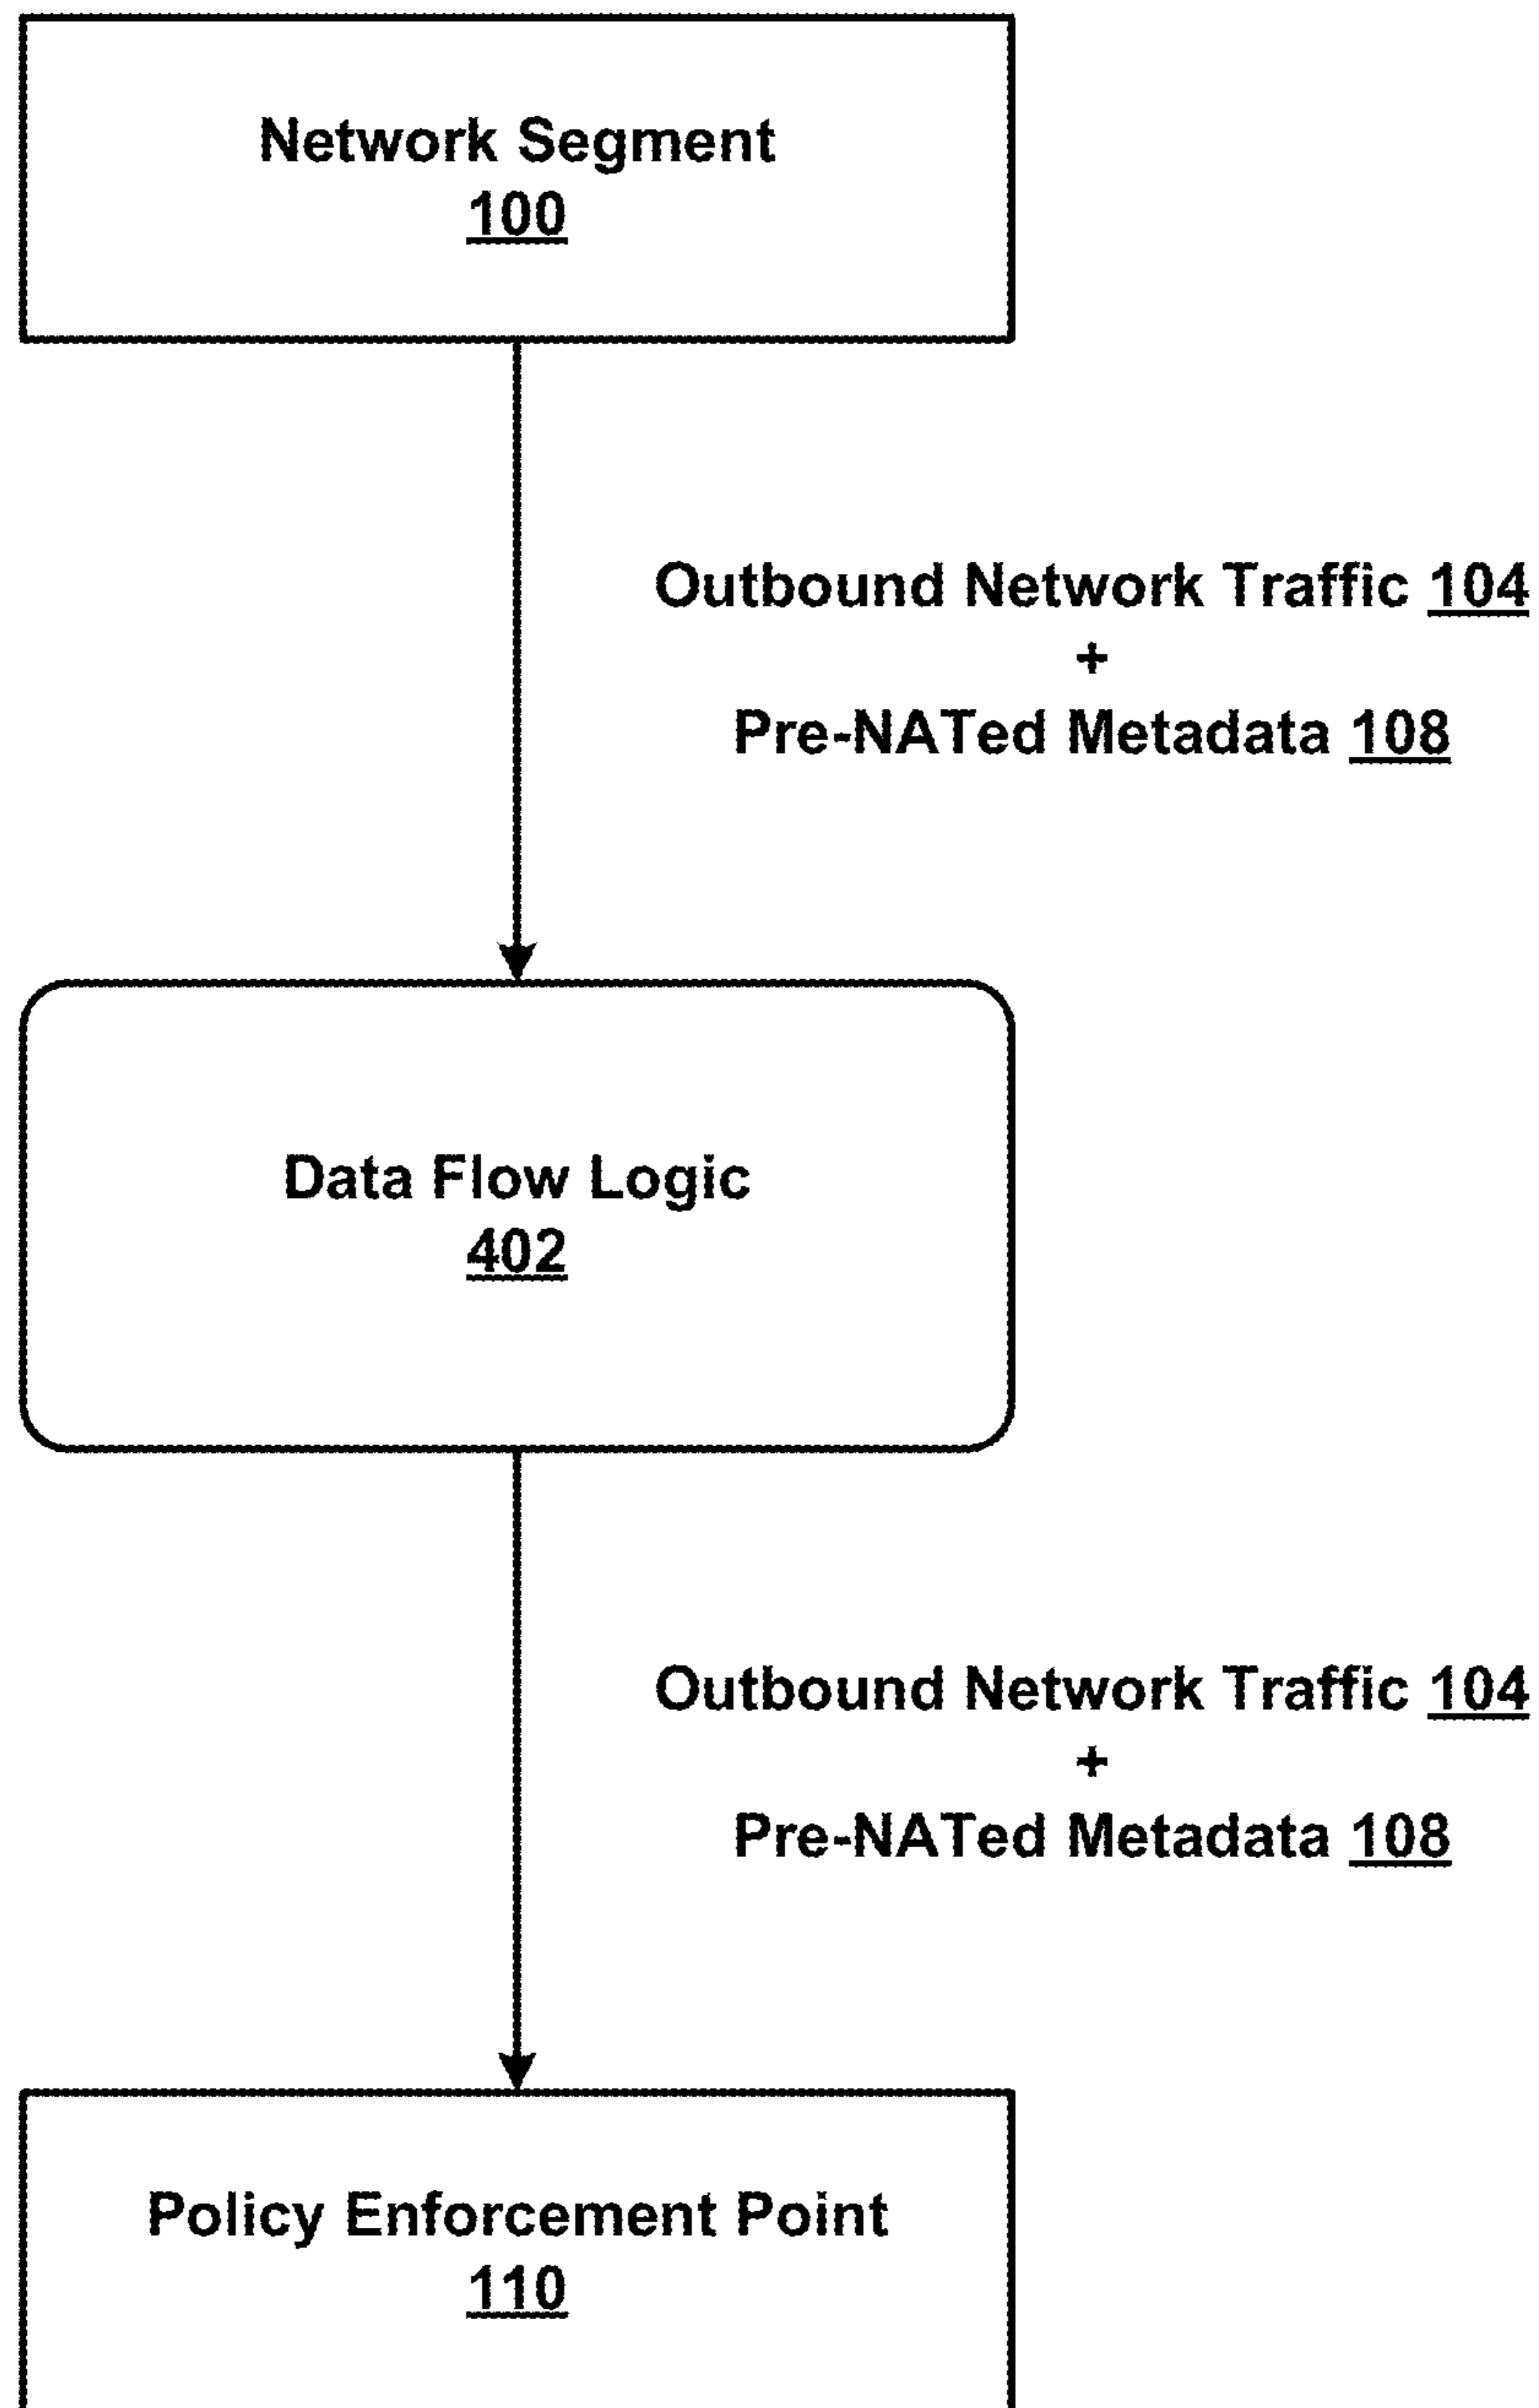 Network Segment
100
Outbound Network Traffic 104
+
Pre-NATed Metadata 108
Data Flow Logic
402
Outbound Network Traffic 104
+
Pre-NATed Metadata 108
Policy Enforcement Point
110